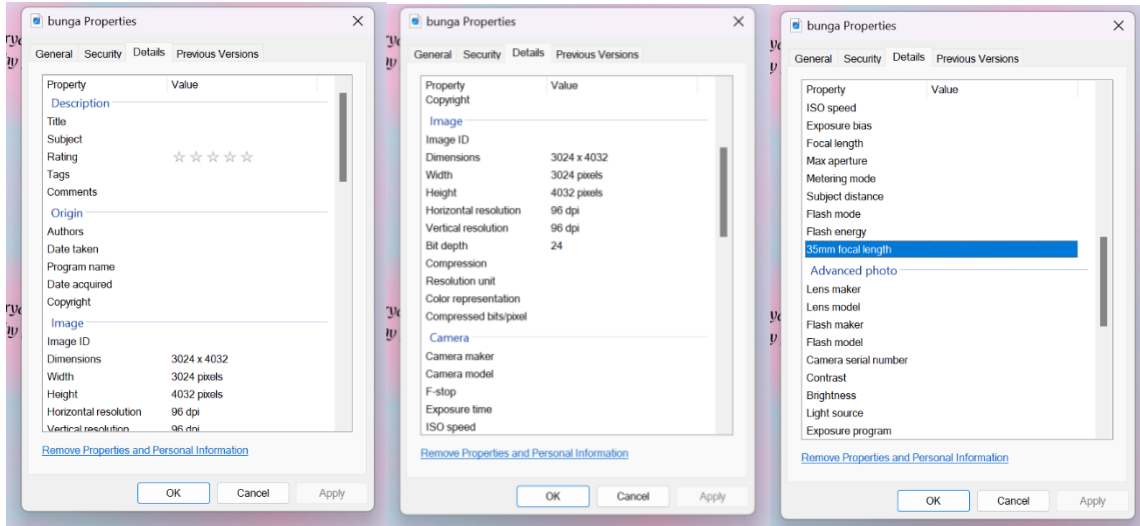 bunga Properties
General Security Details Previous Versions
Property Value
Description
Title
Subject
Rating
Tags
Comments
Origin
Authors
Date taken
Program name
Date acquired
Copyright
Image
Image ID
Dimensions 3024 x 4032
Width 3024 pixels
Height 4032 pixels
Horizontal resolution 96 dpi
Vertical resolution 96 dpi
Remove Properties and Personal Information
OK Cancel Apply
bunga Properties
General Security Details Previous Versions
Property Value
Copyright
Image
Image ID
Dimensions 3024 x 4032
Width 3024 pixels
Height 4032 pixels
Horizontal resolution 96 dpi
Vertical resolution 96 dpi
Bit depth 24
Compression
Resolution unit
Color representation
Compressed bits/pixel
Camera
Camera maker
Camera model
F-stop
Exposure time
ISO speed
Remove Properties and Personal Information
OK Cancel Apply
bunga Properties
General Security Details Previous Versions
Property Value
ISO speed
Exposure bias
Focal length
Max aperture
Metering mode
Subject distance
Flash mode
Flash energy
35mm focal length
Advanced photo
Lens maker
Lens model
Flash maker
Flash model
Camera serial number
Contrast
Brightness
Light source
Exposure program
Remove Properties and Personal Information
OK Cancel Apply